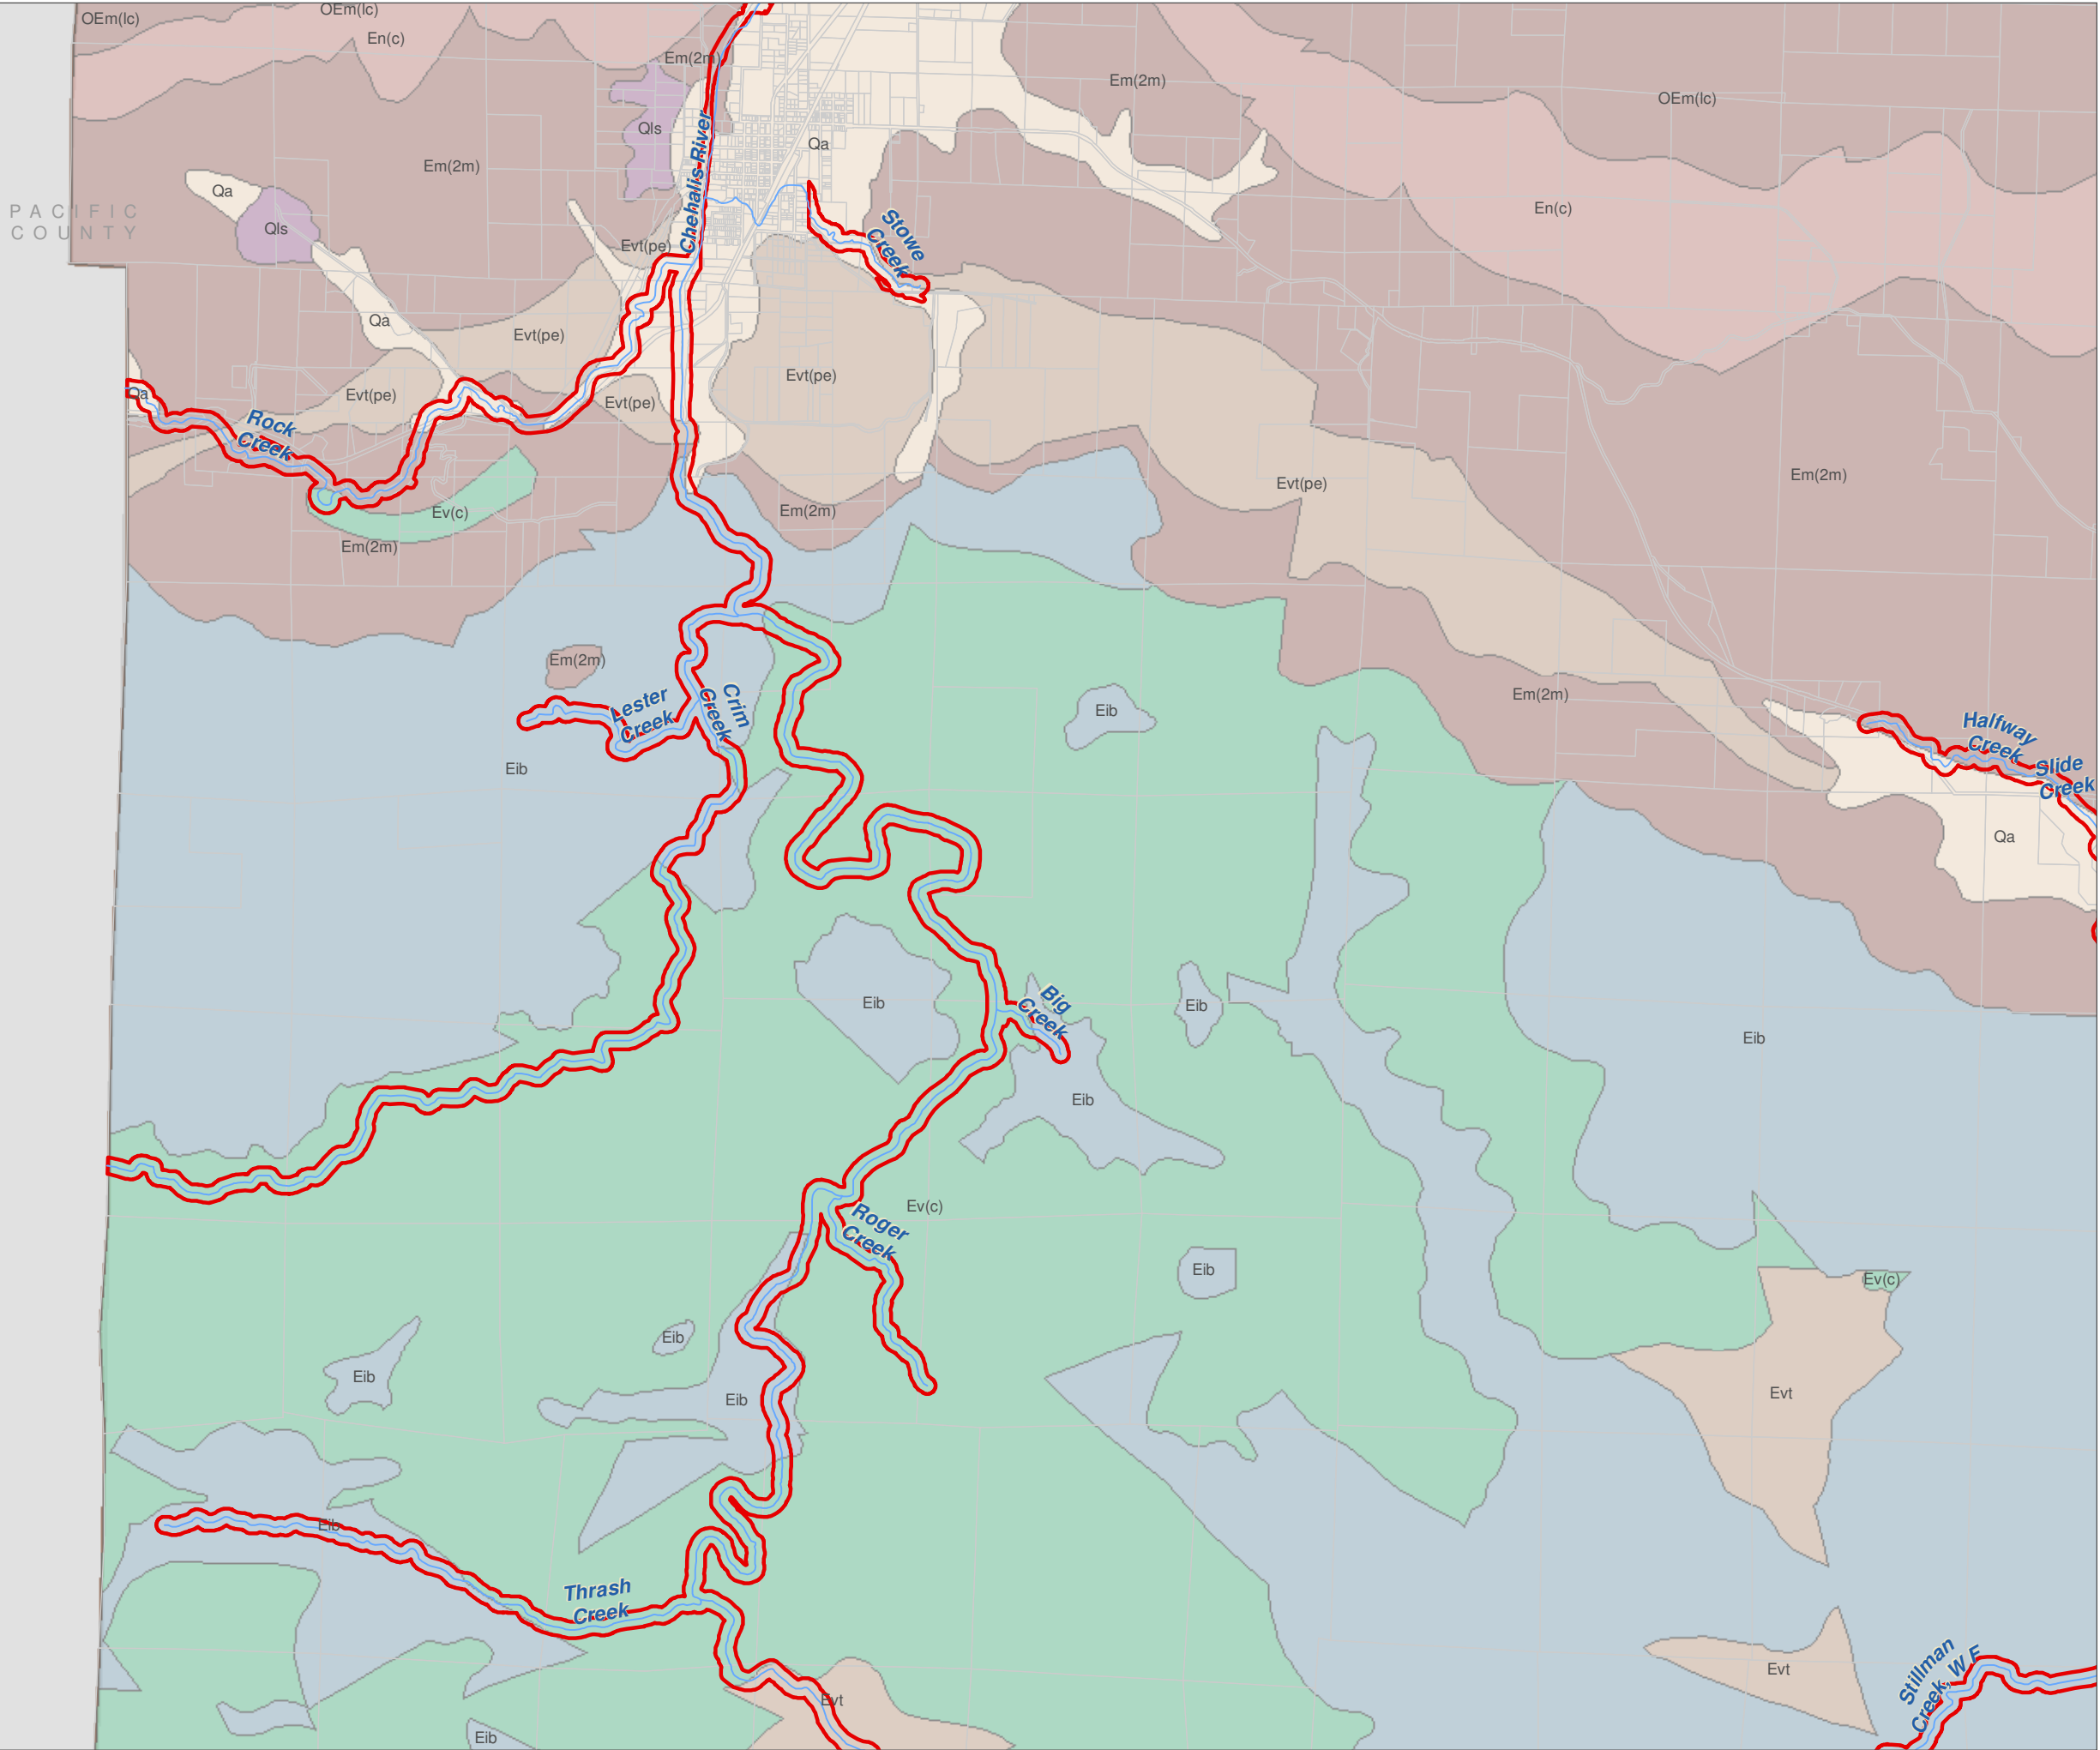 OEm(lc)
OEm(lc)
En(c)
Em(2m)
Em(2m)
OEm(lc)
Qls
Qa
Chehalis River
Em(2m)
Qa
PACIFIC
COUNTY
Qls
En(c)
Stowe
Creek
Evt(pe)
Qa
Evt(pe)
Evt(pe)
Qa
Evt(pe)
Evt(pe)
Rock
Creek
Em(2m)
Evt(pe)
Ev(c)
Em(2m)
Em(2m)
Em(2m)
Em(2m)
Lester
Creek
Crim
Creek
Eib
Halfway
Creek
Slide
Creek
Eib
Qa
Eib
Big
Creek
Eib
Eib
Eib
Ev(c)
Roger
Creek
Eib
Ev(c)
Eib
Eib
Eib
Evt
Eib
Thrash
Creek
Stillman
Creek, W F
Evt
Evt
Eib